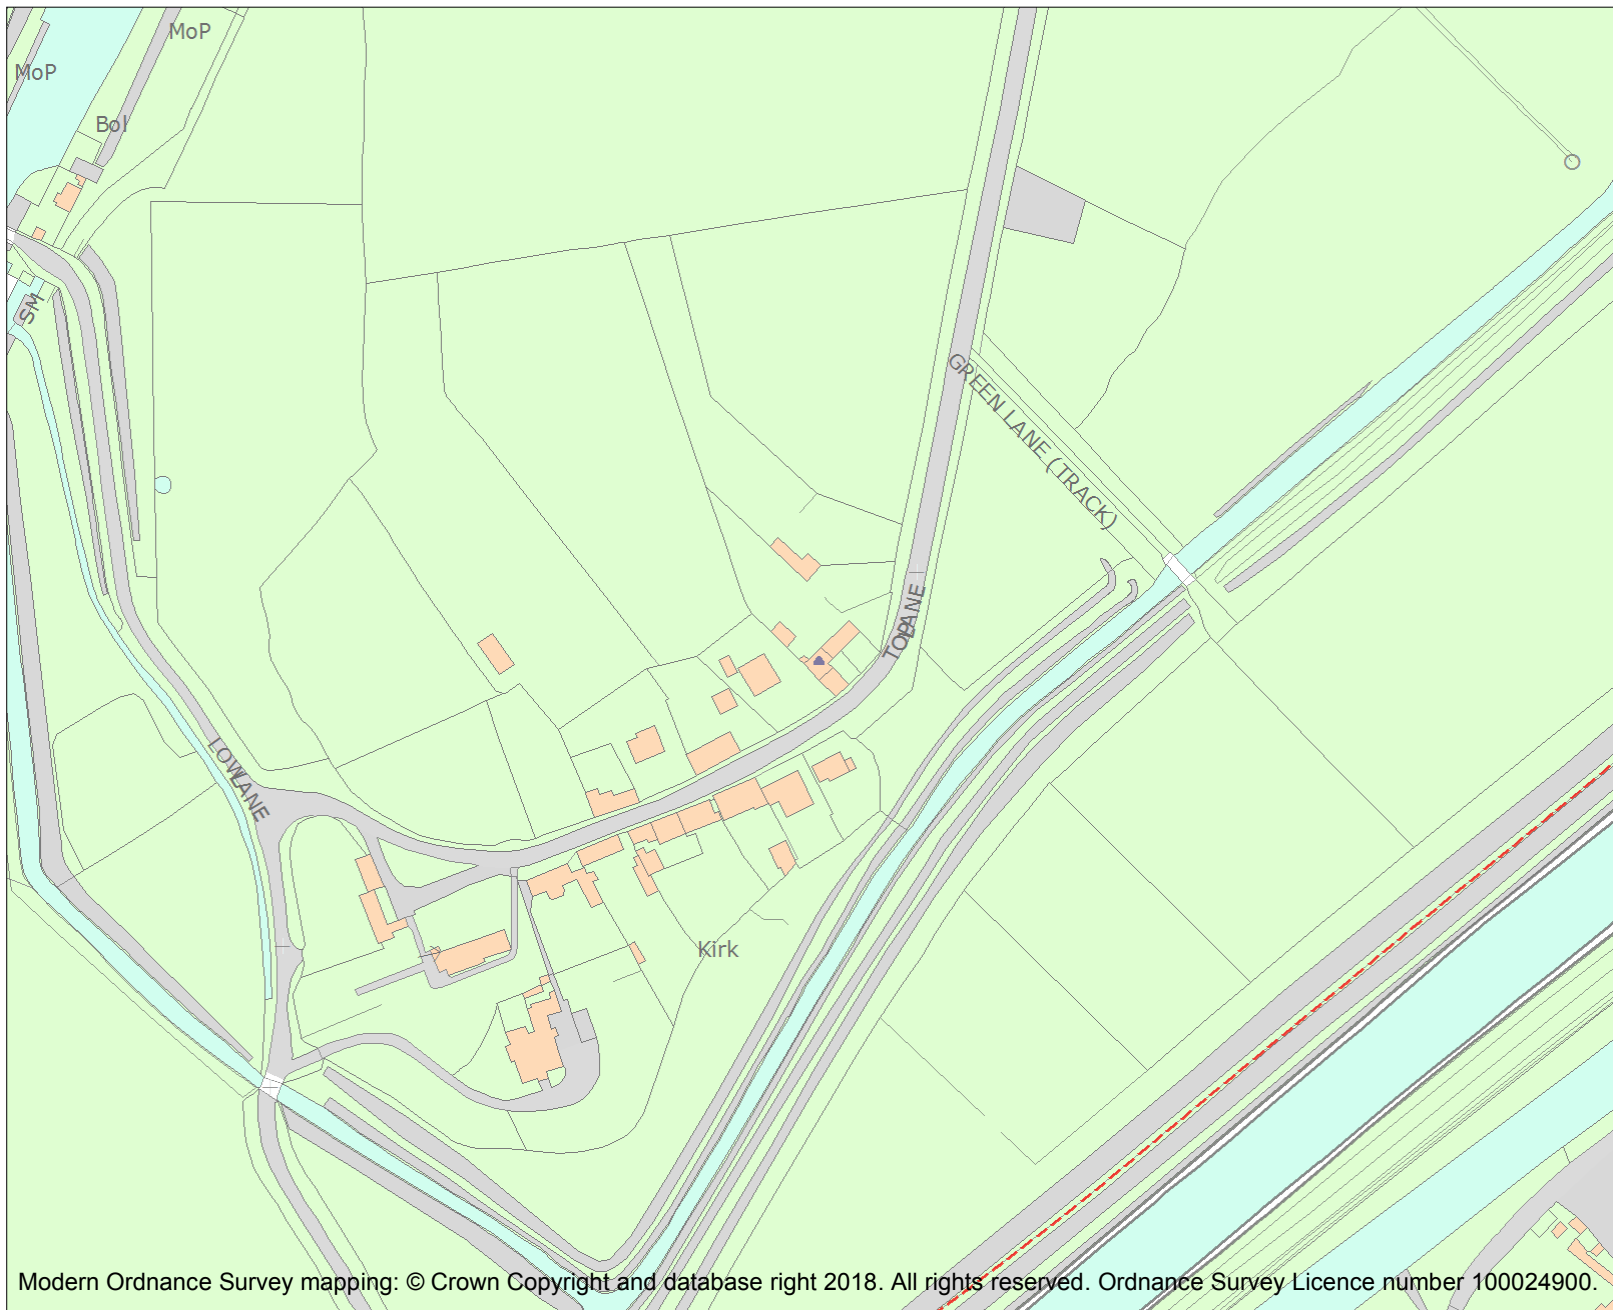 MoP
MoP
Bol
SM
GREEN LANE (TRACK)
TOP LANE
LOW LANE
Kirk
Modern Ordnance Survey mapping: © Crown Copyright and database right 2018. All rights reserved. Ordnance Survey Licence number 100024900.